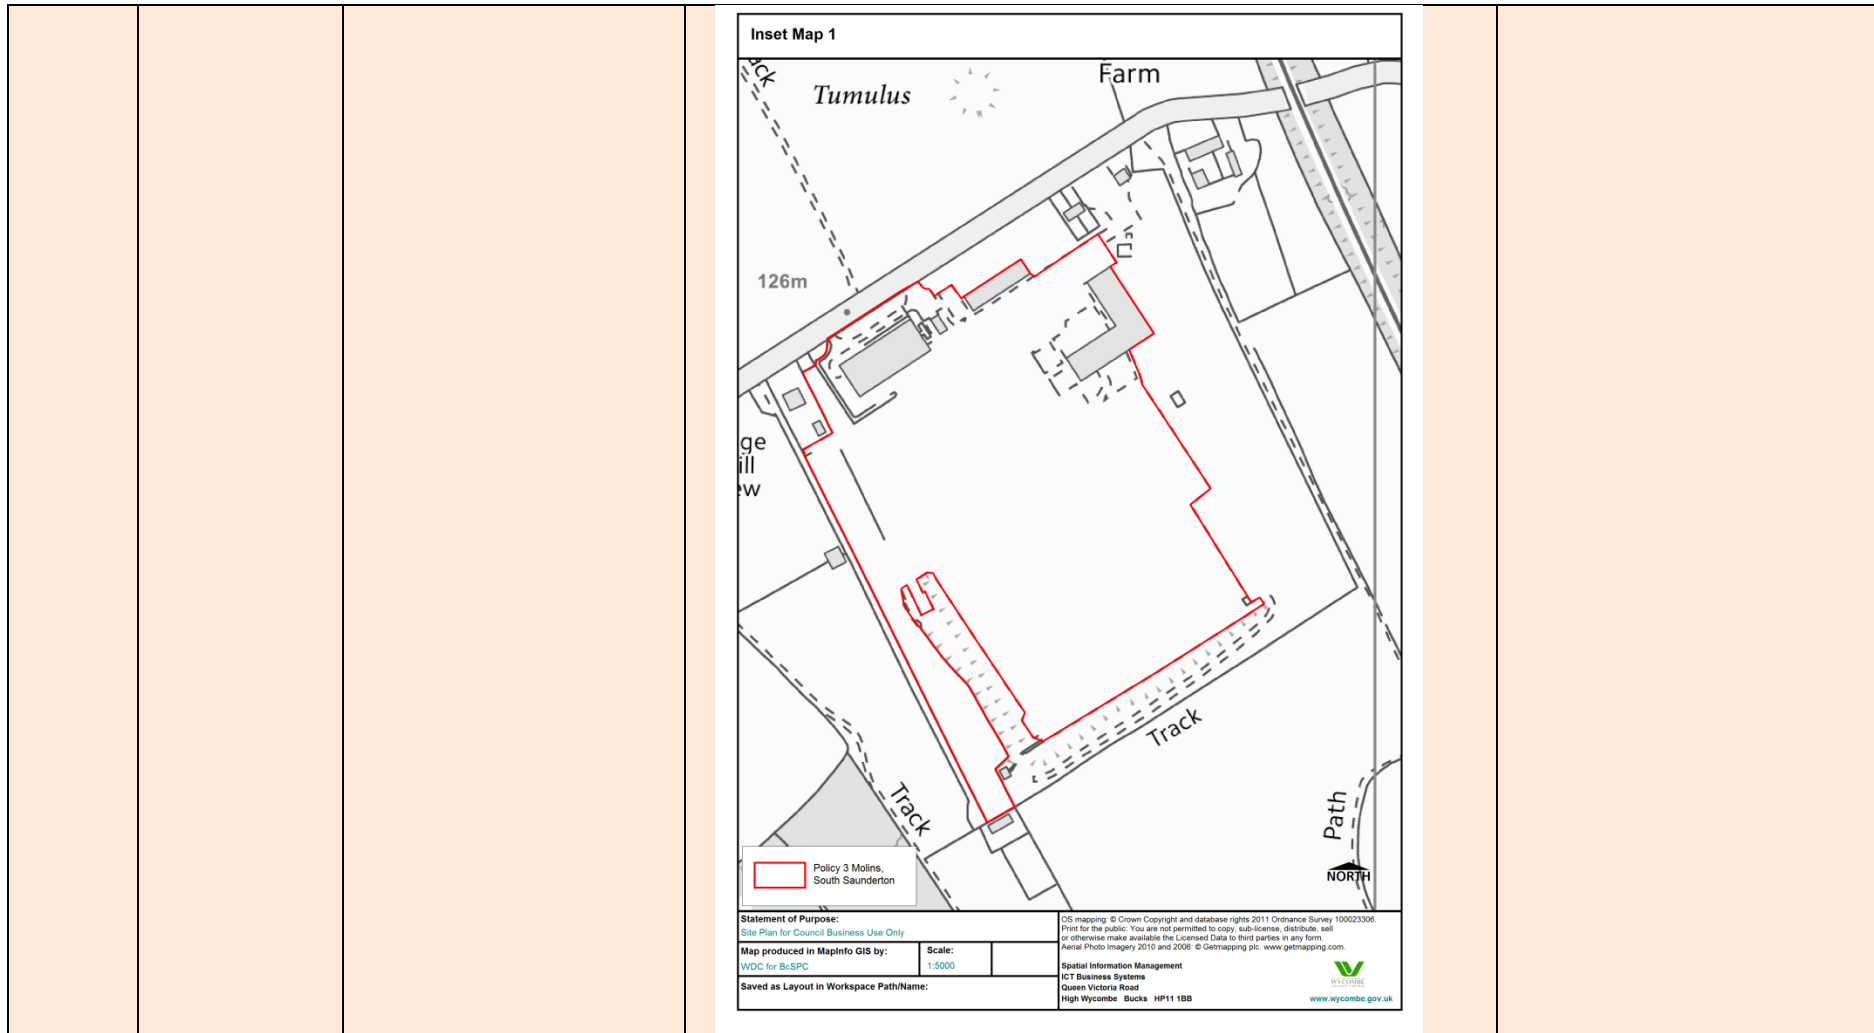 Inset Map 1
ack
Tumulus
Farm
126m
ge
ill
ew
Track
Track
Path
NORTH
Policy 3 Molins,
South Saunderton
Statement of Purpose:
Site Plan for Council Business Use Only
Map produced in MapInfo GIS by:
WDC for BcSPC
Scale:
1:5000
Saved as Layout in Workspace Path/Name:
OS mapping: © Crown Copyright and database rights 2011 Ordnance Survey 100023306.
Print for the public: You are not permitted to copy, sub-license, distribute, sell
or otherwise make available the Licensed Data to third parties in any form.
Aerial Photo Imagery 2010 and 2006: © Getmapping plc. www.getmapping.com.
Spatial Information Management
ICT Business Systems
Queen Victoria Road
High Wycombe Bucks HP11 1BB
WYCOMBE
www.wycombe.gov.uk